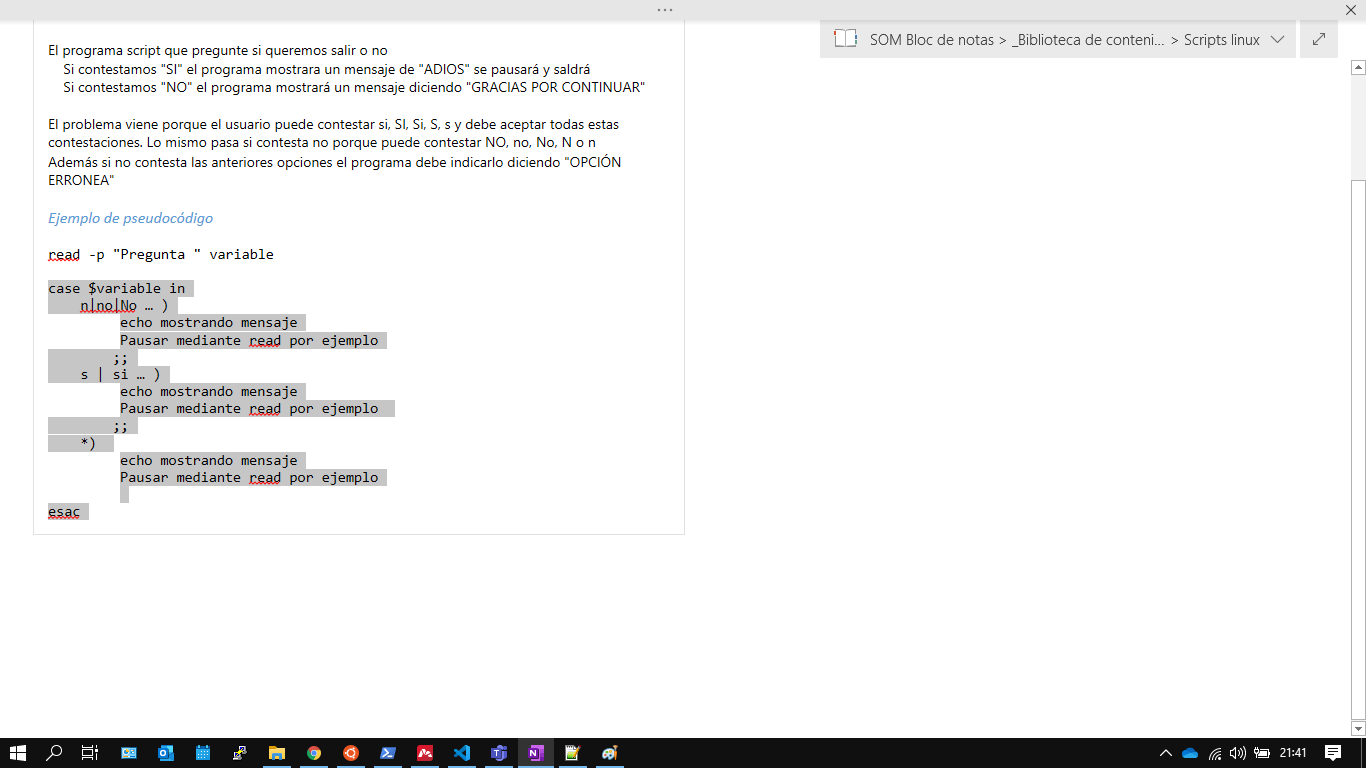 SOM Bloc de notas > _Biblioteca de conteni... > Scripts linux
El programa script que pregunte si queremos salir o no
Si contestamos "SI" el programa mostrara un mensaje de "ADIOS" se pausará y saldrá
Si contestamos "NO" el programa mostrará un mensaje diciendo "GRACIAS POR CONTINUAR"
El problema viene porque el usuario puede contestar si, SI, Si, S, s y debe aceptar todas estas
contestaciones. Lo mismo pasa si contesta no porque puede contestar NO, no, No, N o n
Además si no contesta las anteriores opciones el programa debe indicarlo diciendo "OPCIÓN
ERRONEA"
Ejemplo de pseudocódigo
read -p "Pregunta " variable
case $variable in
n|no|No … )
echo mostrando mensaje
Pausar mediante read por ejemplo
;;
s | si … )
echo mostrando mensaje
Pausar mediante read por ejemplo
;;
*)
echo mostrando mensaje
Pausar mediante read por ejemplo
esac
21:41